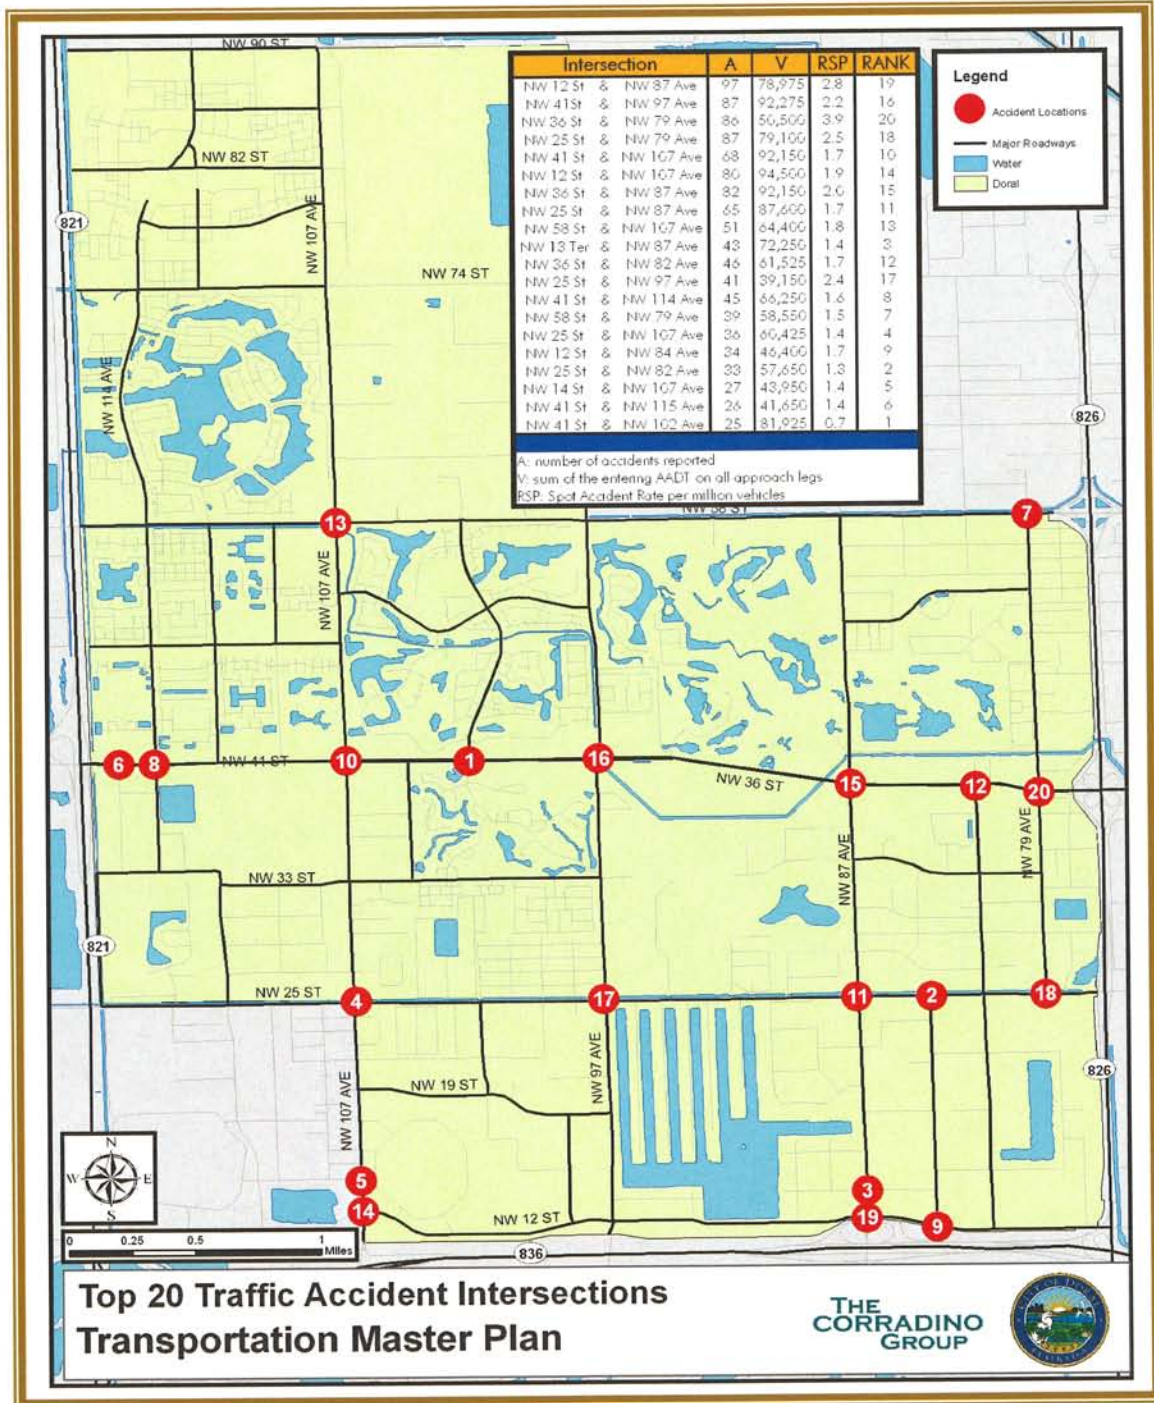 NW 90 ST
Intersection A V RSP RANK
NW 12 St & NW 87 Ave 97 78,975 2.8 19
NW 41St & NW 97 Ave 87 92,275 2.2 16
NW 36 St & NW 79 Ave 86 50,500 3.9 20
NW 25 St & NW 79 Ave 87 79,100 2.5 18
NW 41 St & NW 107 Ave 68 92,150 1.7 10
NW 12 St & NW 107 Ave 80 94,500 1.9 14
NW 36 St & NW 87 Ave 82 92,150 2.0 15
NW 25 St & NW 87 Ave 65 87,600 1.7 11
NW 58 St & NW 107 Ave 51 64,400 1.8 13
NW 13 Ter & NW 87 Ave 43 72,250 1.4 3
NW 36 St & NW 82 Ave 46 61,525 1.7 12
NW 25 St & NW 97 Ave 41 39,150 2.4 17
NW 41 St & NW 114 Ave 45 66,250 1.6 8
NW 58 St & NW 79 Ave 39 58,550 1.5 7
NW 25 St & NW 107 Ave 36 60,425 1.4 4
NW 12 St & NW 84 Ave 34 46,400 1.7 9
NW 25 St & NW 82 Ave 33 57,650 1.3 2
NW 14 St & NW 107 Ave 27 43,950 1.4 5
NW 41 St & NW 115 Ave 26 41,650 1.4 6
NW 41 St & NW 102 Ave 25 81,925 0.7 1
A: number of accidents reported
V: sum of the entering AADT on all approach legs
RSP: Spot Accident Rate per million vehicles
Legend
Accident Locations
Major Roadways
Water
Doral
NW 82 ST
821
NW 107 AVE
NW 74 ST
NW 114 AVE
826
NW 58 ST
13
7
NW 107 AVE
6
8
NW 41 ST
10
1
16
NW 36 ST
15
12
20
NW 79 AVE
NW 87 AVE
NW 33 ST
821
NW 25 ST
4
17
11
2
18
NW 97 AVE
NW 107 AVE
NW 19 ST
826
N
W E
S
5
14
3
19
9
NW 12 ST
836
0 0.25 0.5 1
Miles
Top 20 Traffic Accident Intersections
Transportation Master Plan
THE
CORRADINO
GROUP